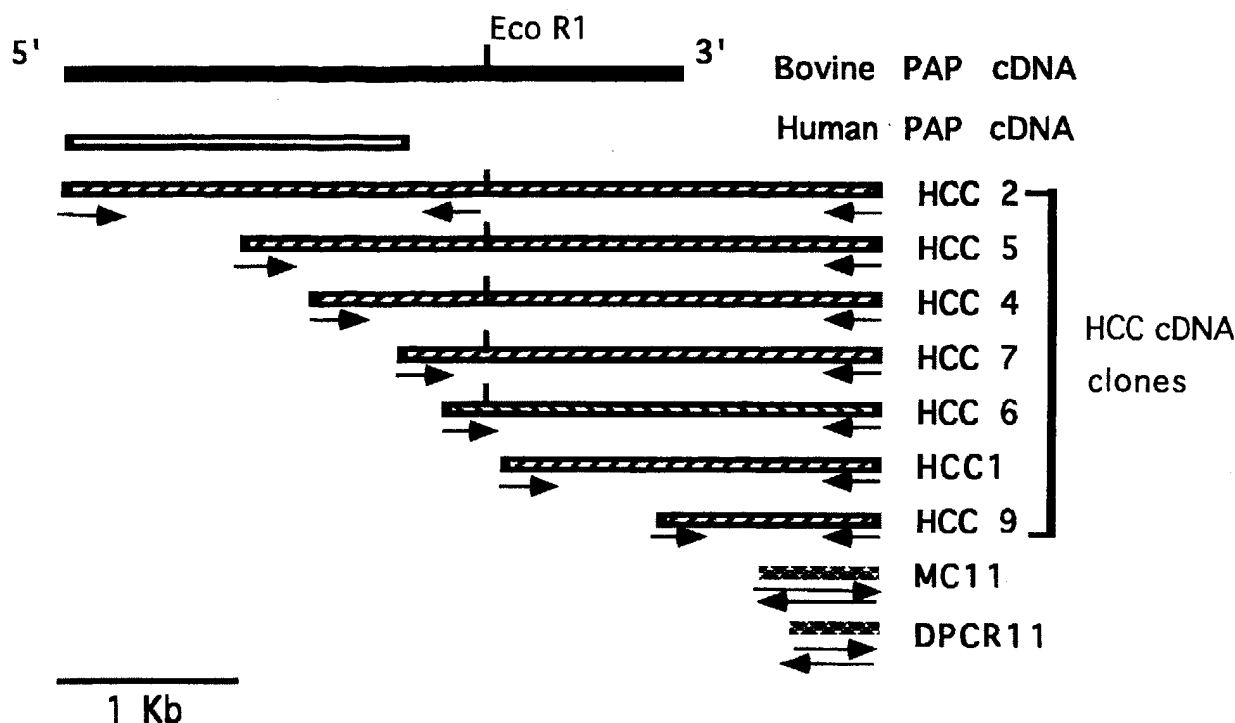 Eco R1
5' 3'
Bovine PAP cDNA
Human PAP cDNA
HCC 2
HCC 5
HCC 4
HCC 7
HCC 6
HCC1
HCC 9
HCC cDNA
clones
MC11
DPCR11
1 Kb